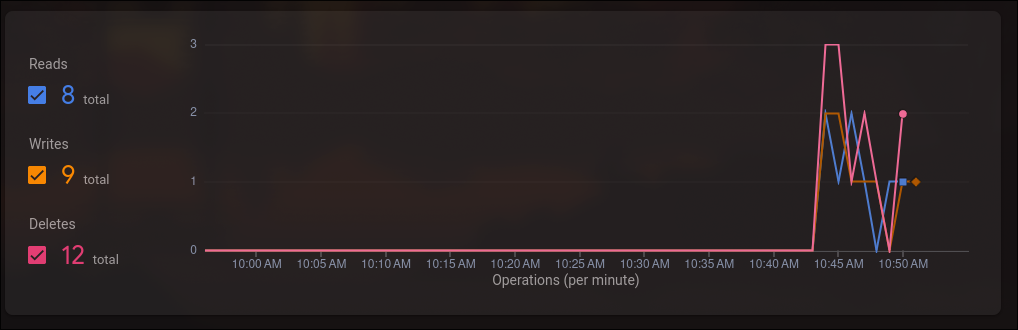 Reads
8 total
Writes
9 total
Deletes
12 total
3
2
1
0
10:00 AM 10:05 AM 10:10 AM 10:15 AM 10:20 AM 10:25 AM 10:30 AM 10:35 AM 10:40 AM 10:45 AM 10:50 AM
Operations (per minute)